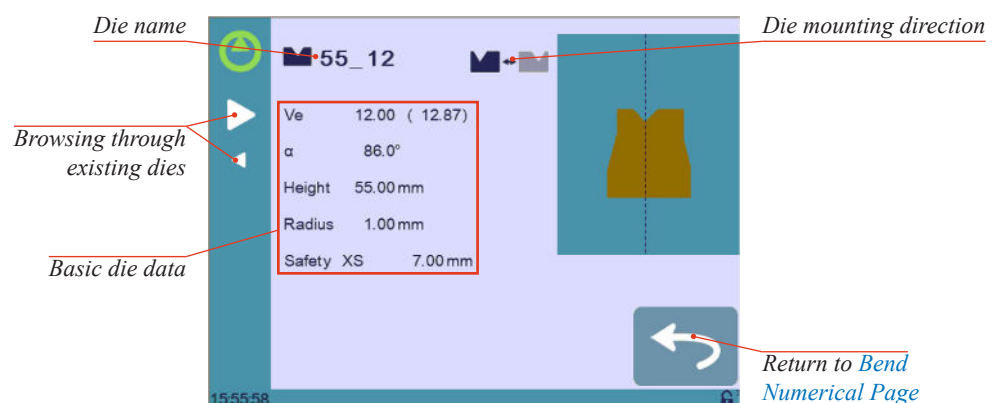 Die name
Die mounting direction
55_12
Ve 12.00 ( 12.87)
α 86.0°
Browsing through
existing dies
Height 55.00 mm
Radius 1.00 mm
Safety XS 7.00 mm
Basic die data
Return to Bend
Numerical Page
15:55:58